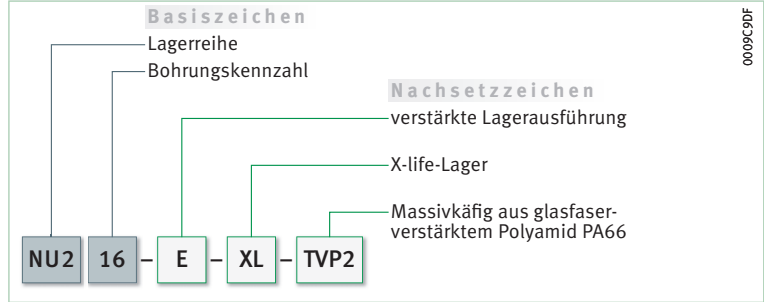 Basiszeichen
Lagerreihe
Bohrungskennzahl
Nachsetzzeichen
verstärkte Lagerausführung
X-life-Lager
Massivkäfig aus glasfaser-
verstärktem Polyamid PA66
NU2 16 – E – XL – TVP2
0009C9DF